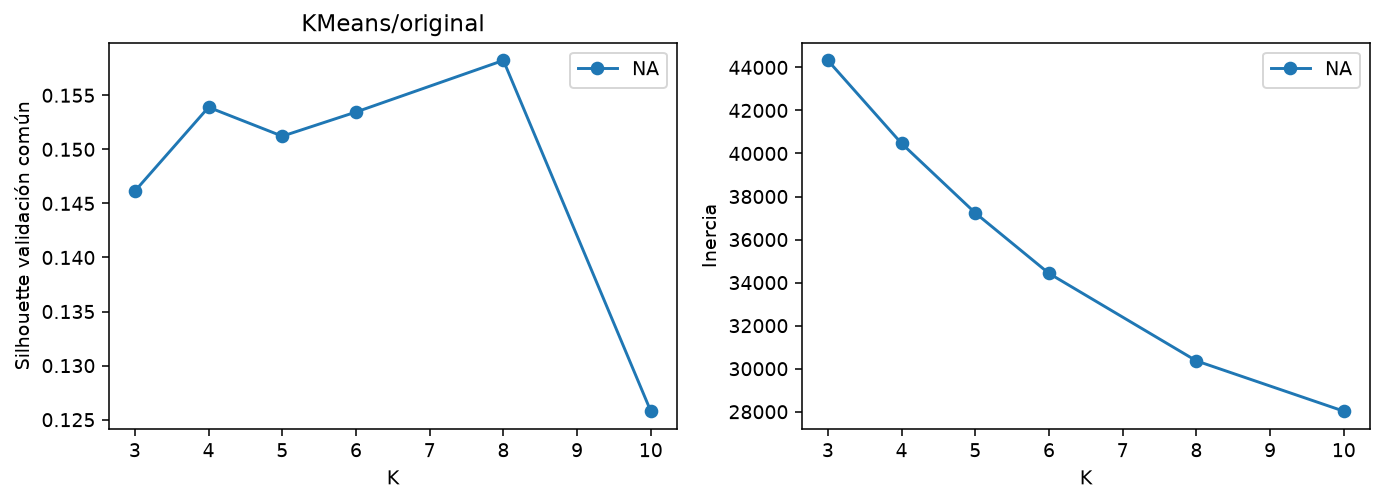 KMeans/original
Silhouette validación común
0.155
0.150
0.145
0.140
0.135
0.130
0.125
3 4 5 6 7 8 9 10
K
NA
Inercia
44000
42000
40000
38000
36000
34000
32000
30000
28000
3 4 5 6 7 8 9 10
K
NA